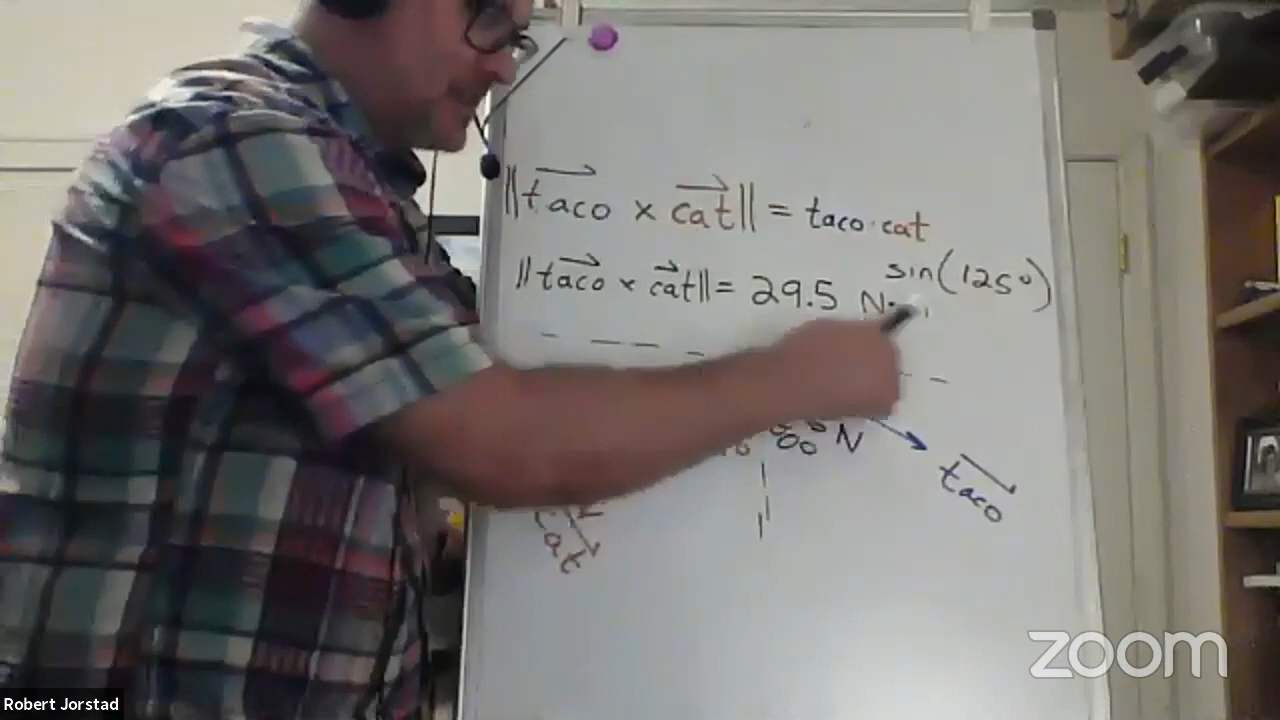 ||taco x cat|| = taco·cat
sin(125°)
||taco x cat|| = 29.5 N·
N
taco
cat
zoom
Robert Jorstad